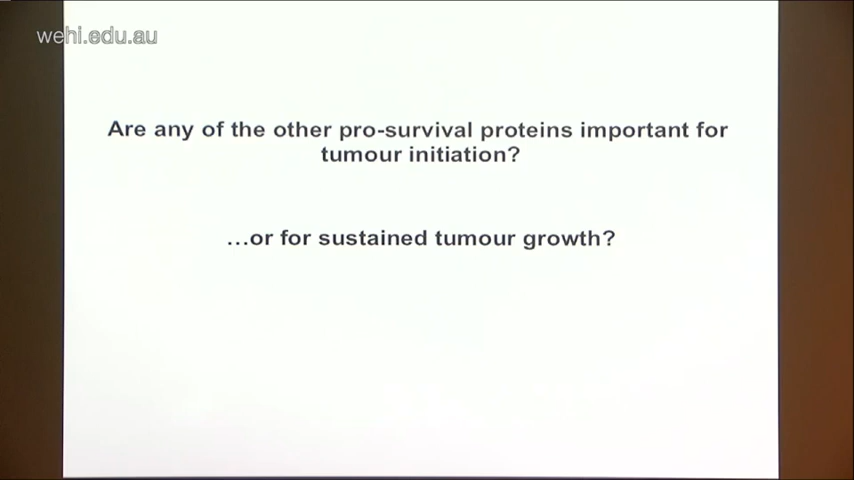 wehi.edu.au
Are any of the other pro-survival proteins important for
tumour initiation?
…or for sustained tumour growth?